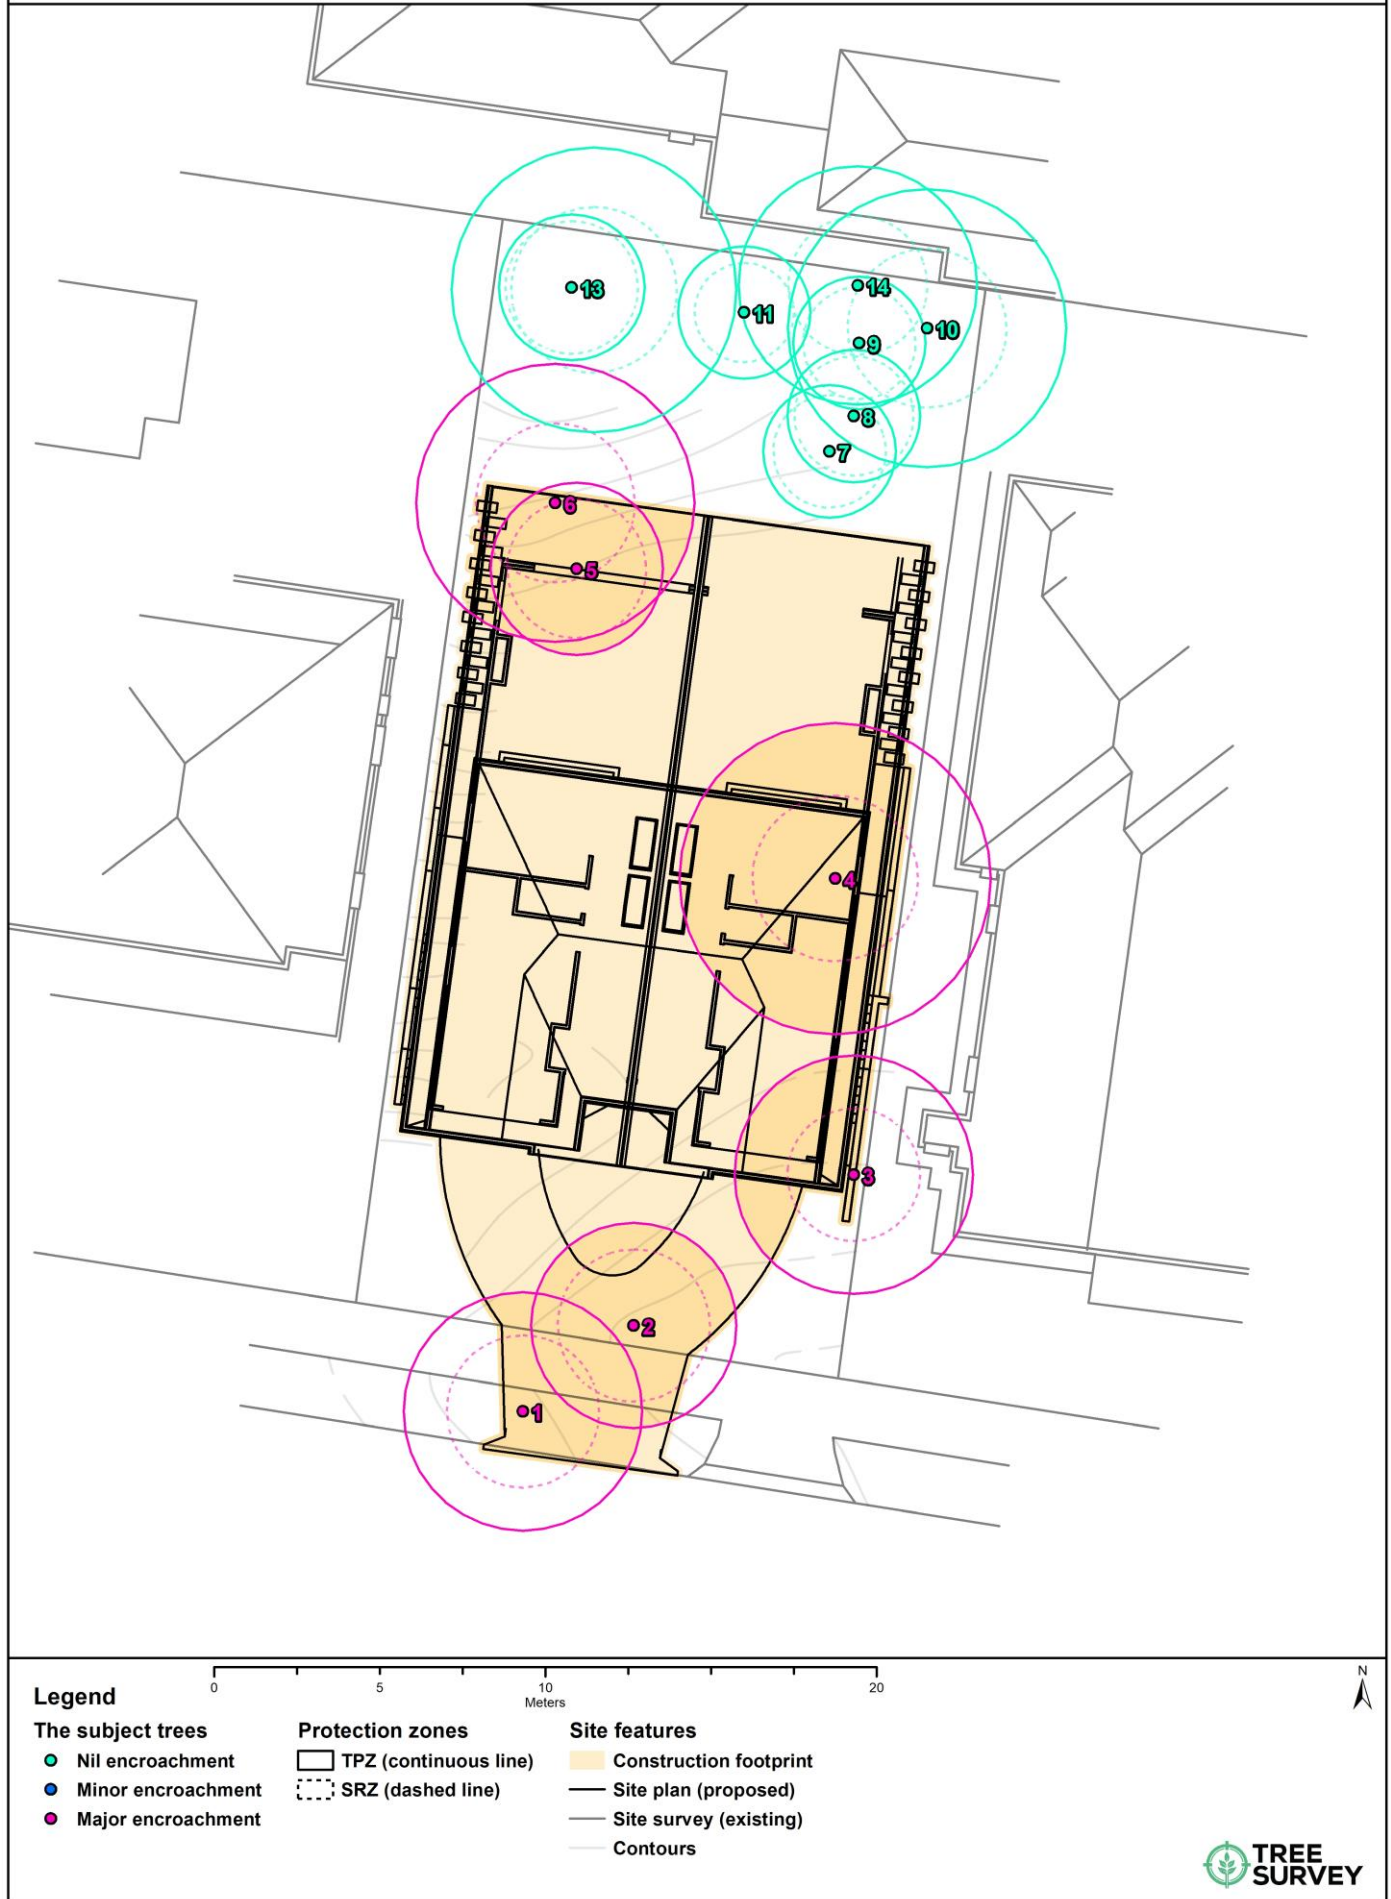 13
11
14
10
9
8
7
6
5
4
3
2
1
0
5
10
20
Meters
N
Legend
The subject trees
Nil encroachment
Minor encroachment
Major encroachment
Protection zones
TPZ (continuous line)
SRZ (dashed line)
Site features
Construction footprint
Site plan (proposed)
Site survey (existing)
Contours
TREE
SURVEY